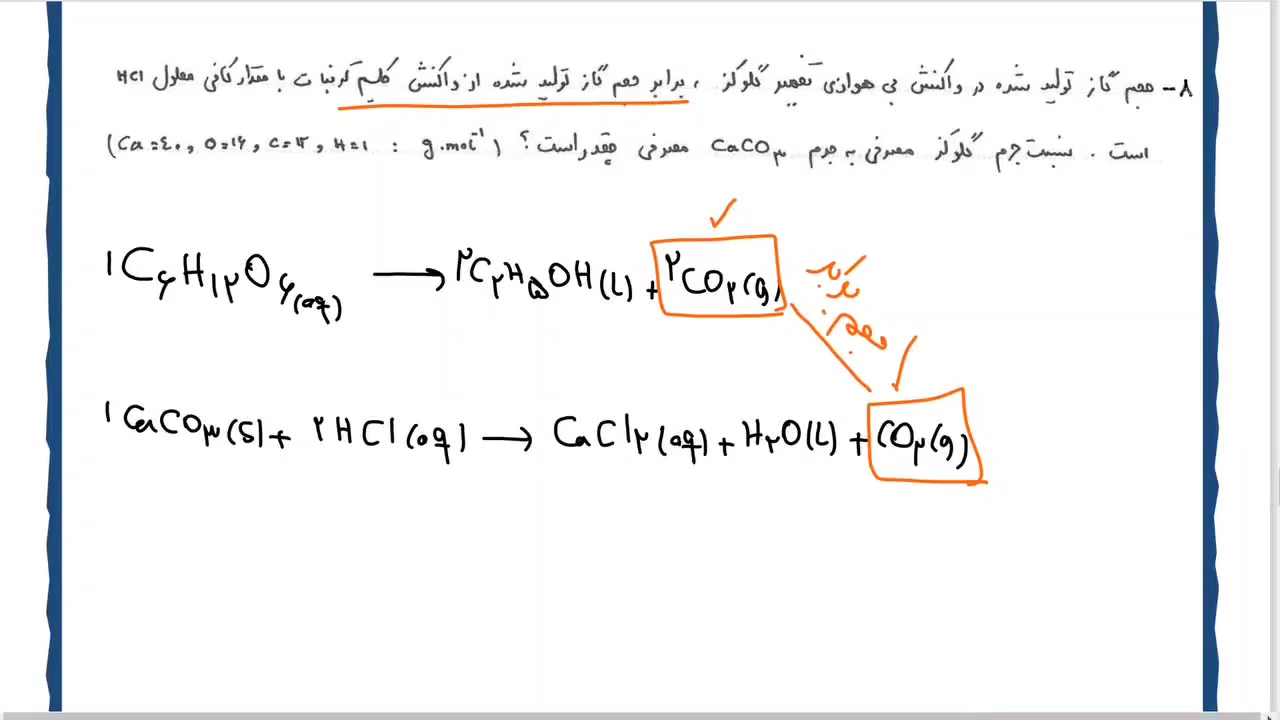 ۸- حجم گاز تولید شده در واکنش بی هوازی تخمیر گلوکز ، برابر حجم گاز تولید شده از واکنش کلسیم کربنات با مقدار کافی محلول HCl
است . نسبت جرم گلوکز مصرفی به جرم CaCO۳ مصرفی چقدر است ؟ (Ca=۴۰, O=۱۶, C=۱۲, H=۱ : g.mol⁻¹)
۱C۶H۱۲O۶(aq) → ۲C۲H۵OH(l) + ۲CO۲(g)
برابر
حجم
۱CaCO۳(s) + ۲HCl(aq) → CaCl۲(aq) + H۲O(l) + CO۲(g)